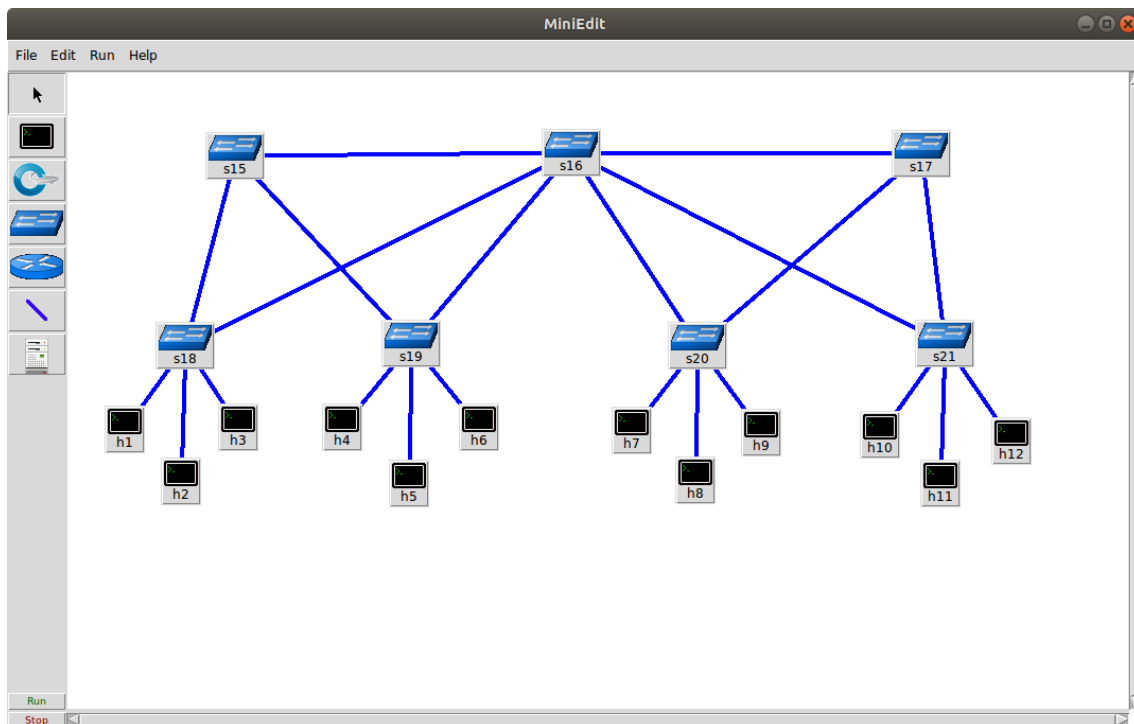 MiniEdit
File Edit Run Help
s15 s16 s17
s18 s19 s20 s21
h1 h3 h4 h6 h7 h9 h10 h12
h2 h5 h8 h11
Run
Stop